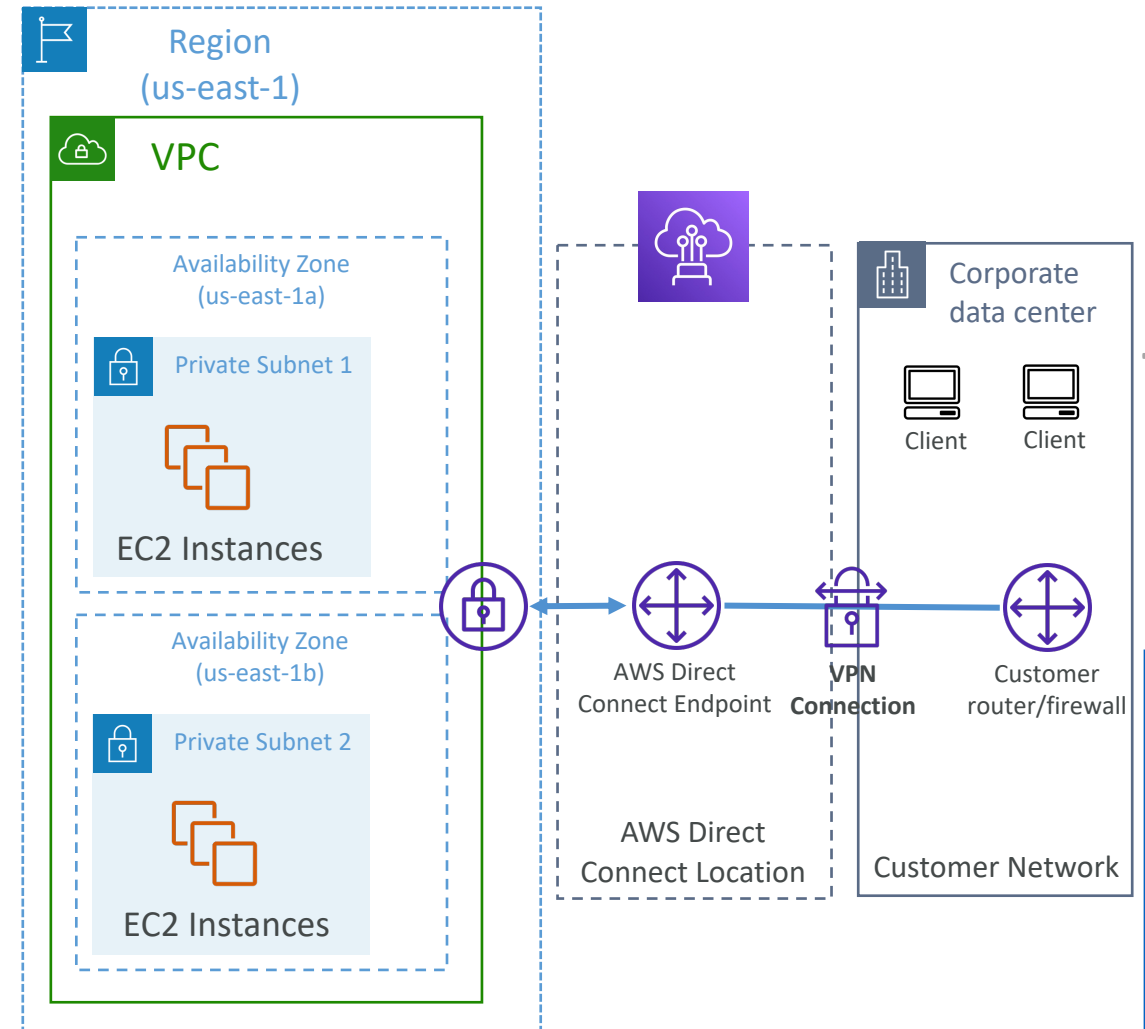 Region
(us-east-1)
VPC
Availability Zone
(us-east-1a)
Private Subnet 1
EC2 Instances
Availability Zone
(us-east-1b)
Private Subnet 2
EC2 Instances
AWS Direct
Connect Endpoint
VPN
Connection
AWS Direct
Connect Location
Corporate
data center
Client
Client
Customer
router/firewall
Customer Network